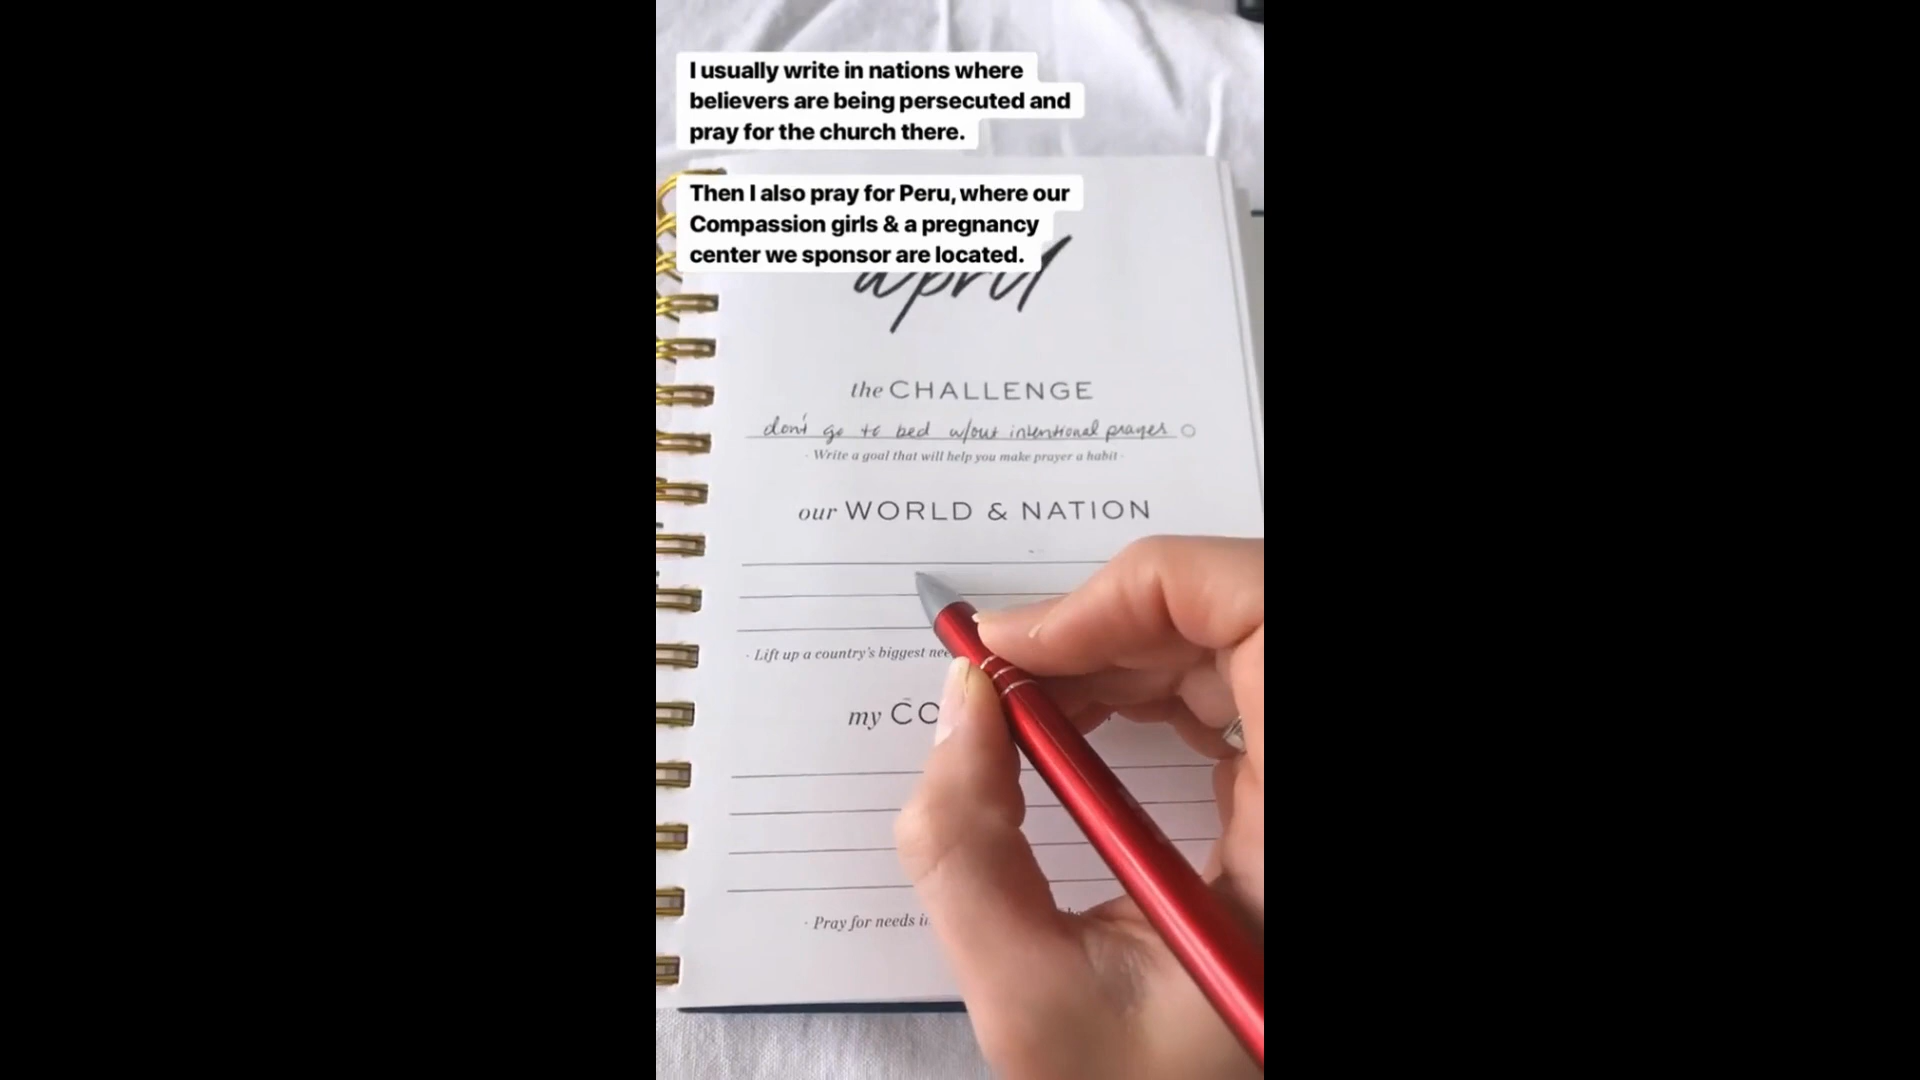 I usually write in nations where
believers are being persecuted and
pray for the church there.
Then I also pray for Peru, where our
Compassion girls & a pregnancy
center we sponsor are located.
april
the CHALLENGE
don't go to bed w/out intentional prayer
· Write a goal that will help you make prayer a habit ·
our WORLD & NATION
· Lift up a country's biggest
my
· Pray for needs